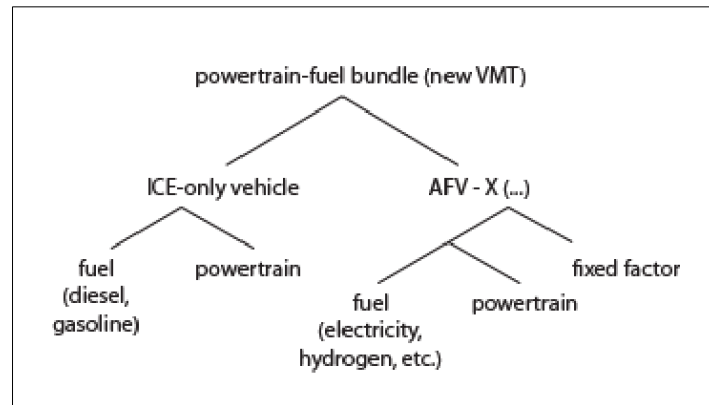 powertrain-fuel bundle (new VMT)
ICE-only vehicle
AFV - X (...)
fuel
(diesel,
gasoline)
powertrain
fuel
(electricity,
hydrogen, etc.)
powertrain
fixed factor